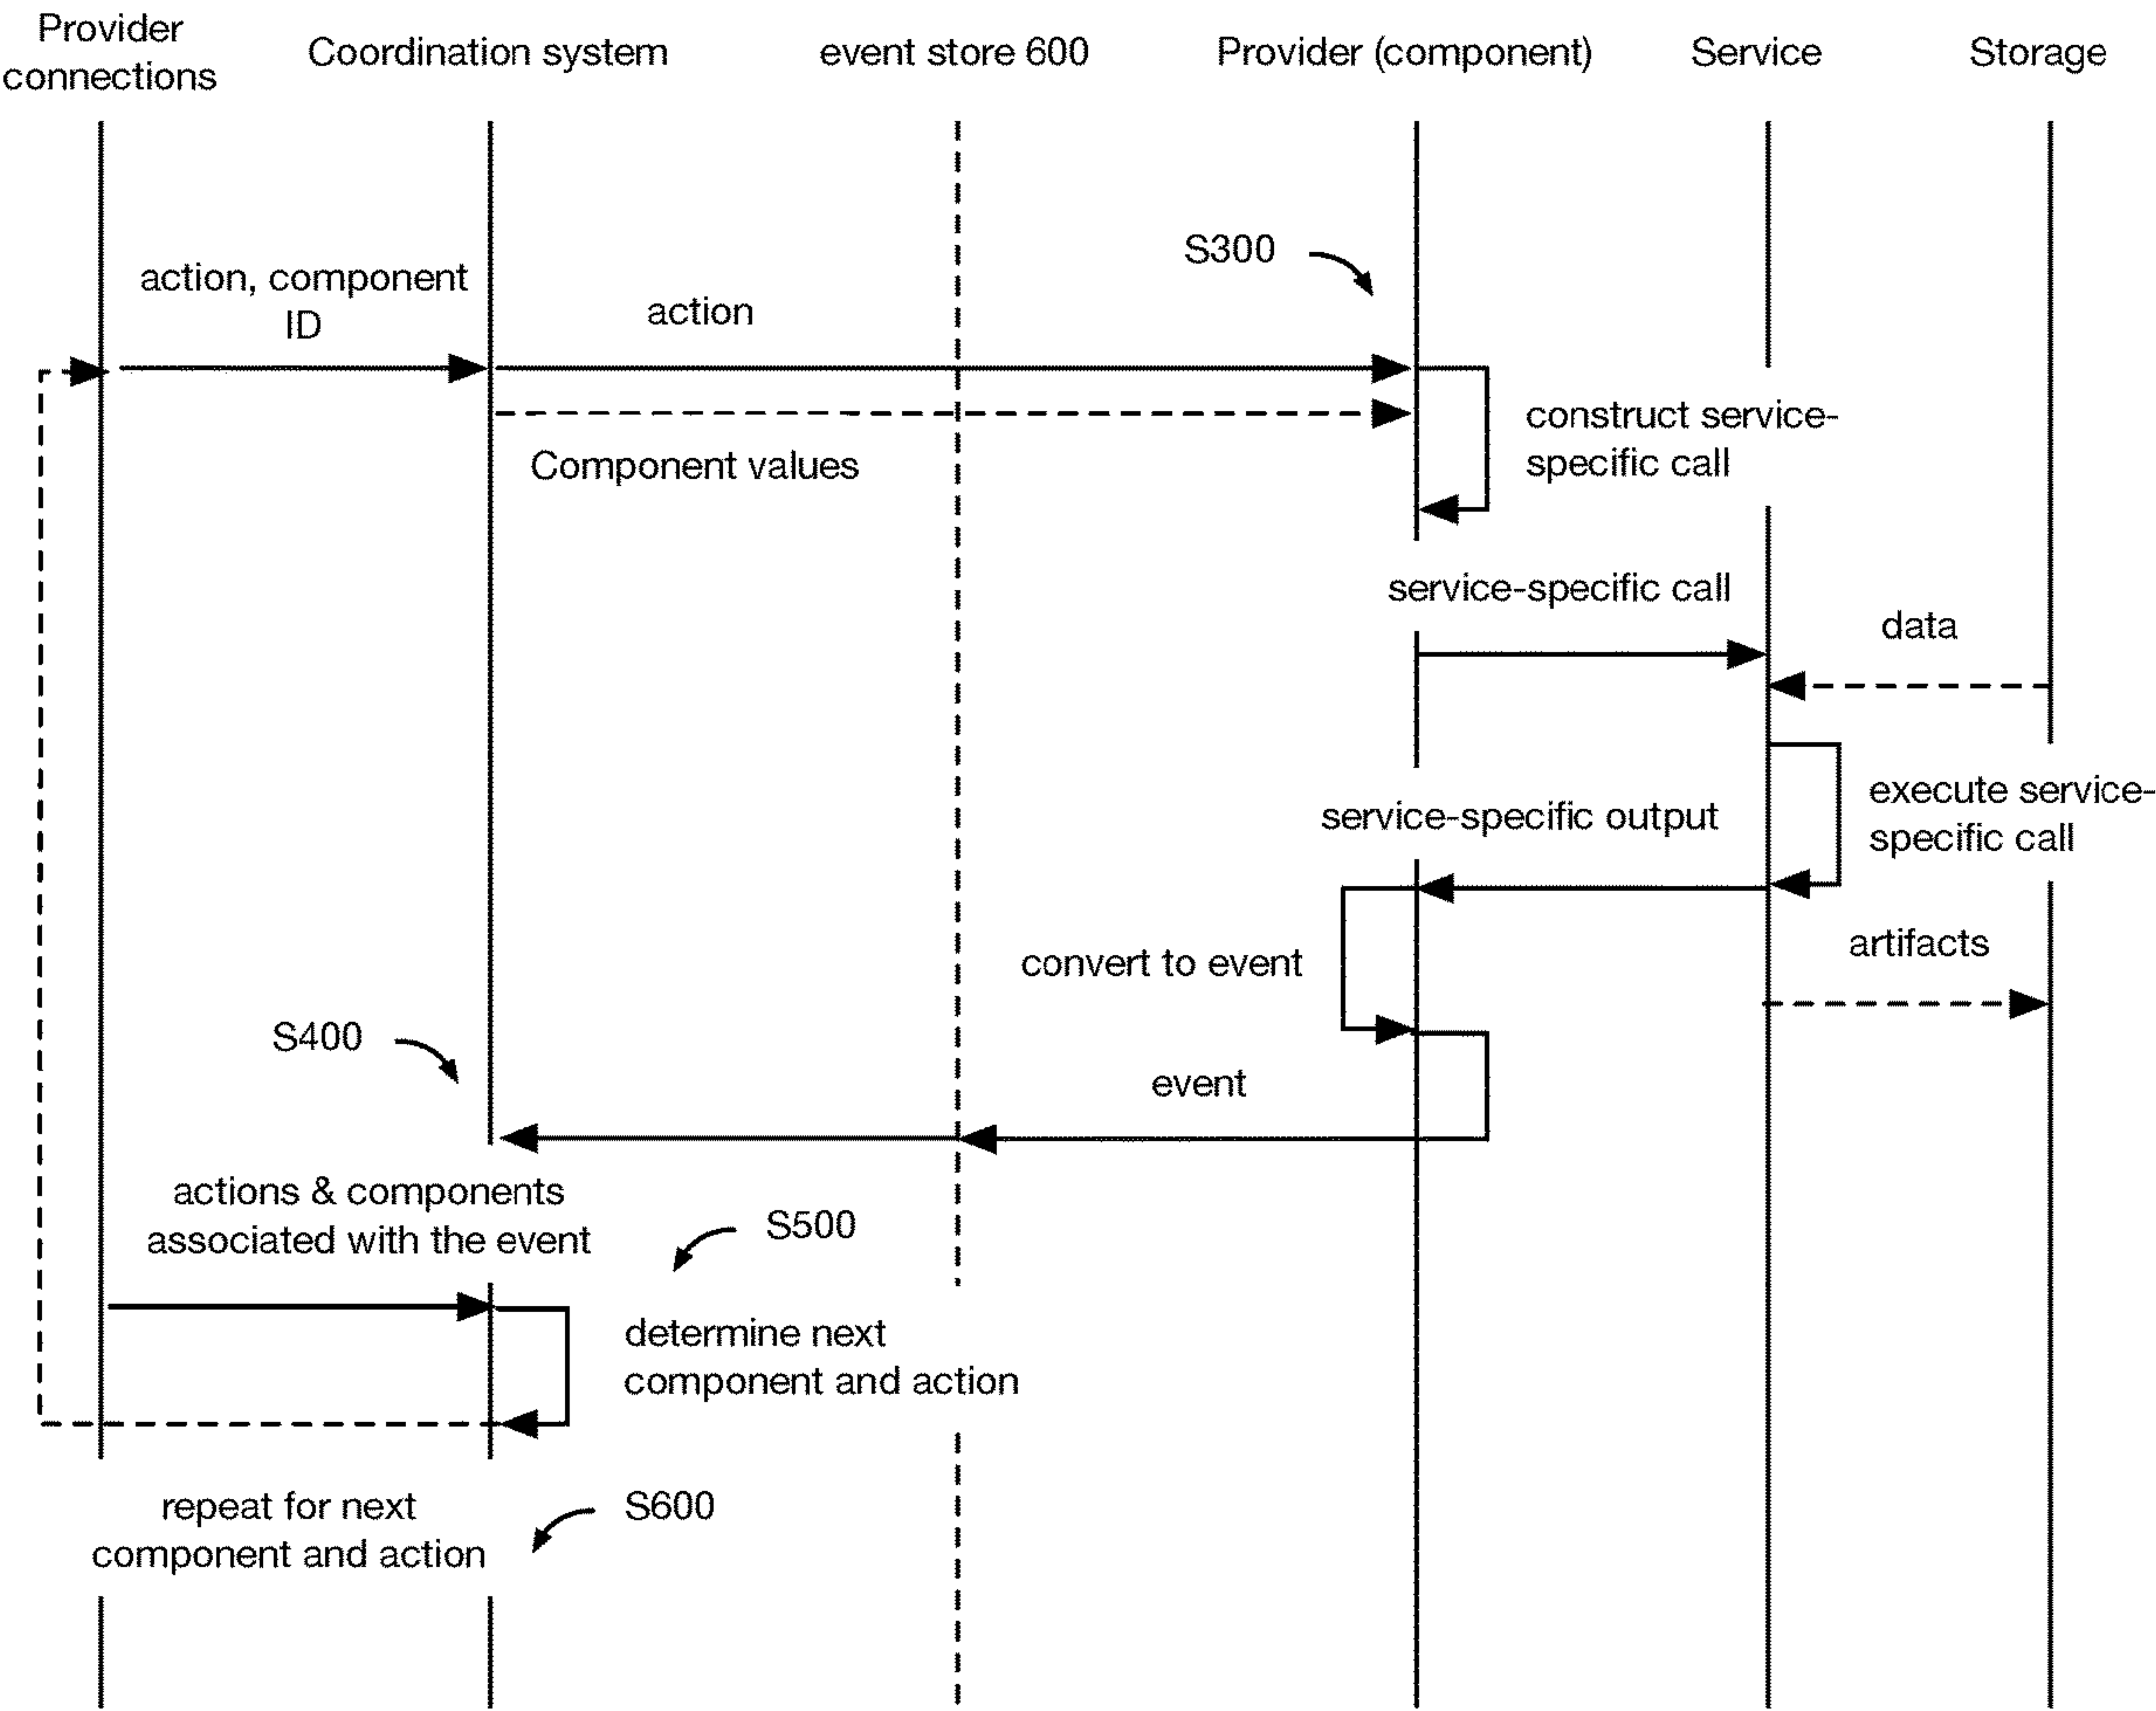 Provider
connections
Coordination system
event store 600
Provider (component)
Service
Storage
S300
action, component
ID
action
Component values
construct service-
specific call
service-specific call
data
execute service-
specific call
service-specific output
artifacts
convert to event
S400
event
actions & components
associated with the event
S500
determine next
component and action
repeat for next
component and action
S600